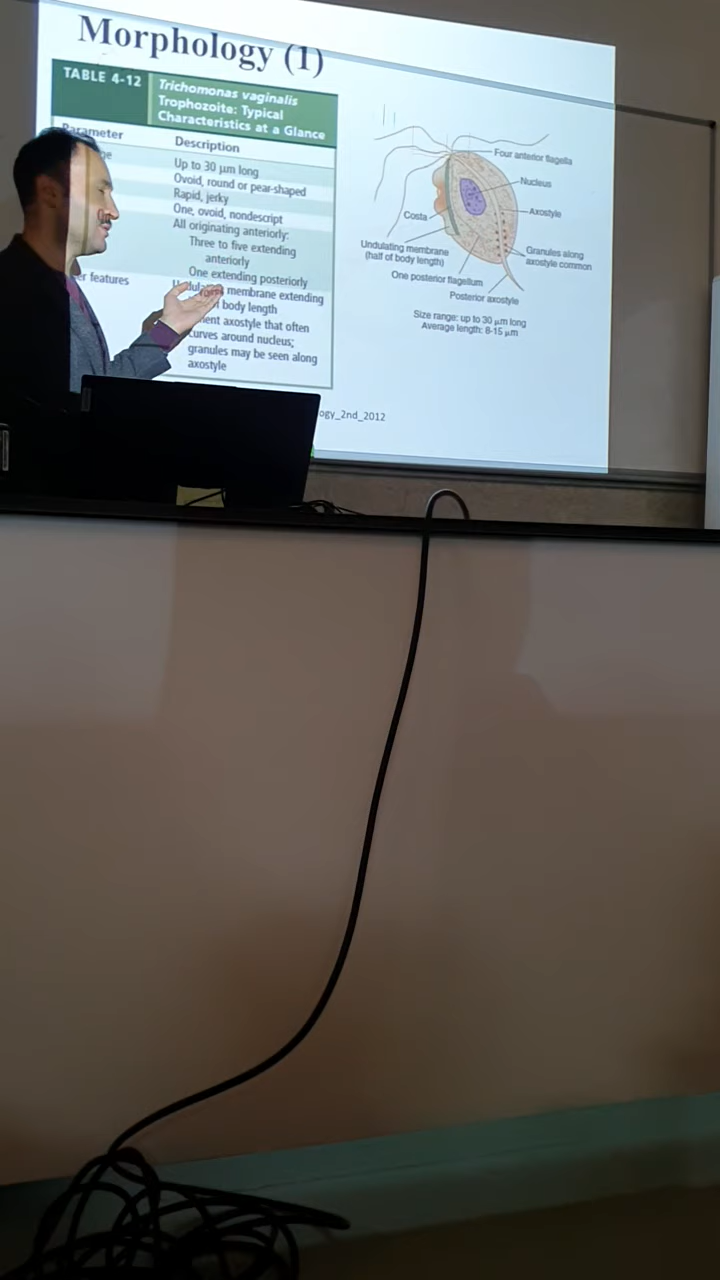 Morphology (1)
TABLE 4-12
Trichomonas vaginalis
Trophozoite: Typical
Characteristics at a Glance
Parameter
Description
Up to 30 µm long
Ovoid, round or pear-shaped
Rapid, jerky
One, ovoid, nondescript
All originating anteriorly:
Three to five extending
anteriorly
One extending posteriorly
features
membrane extending
body length
axostyle that often
curves around nucleus;
granules may be seen along
axostyle
Four anterior flagella
Nucleus
Axostyle
Costa
Undulating membrane
(half of body length)
Granules along
axostyle common
One posterior flagellum
Posterior axostyle
Size range: up to 30 µm long
Average length: 8-15 µm
ogy_2nd_2012